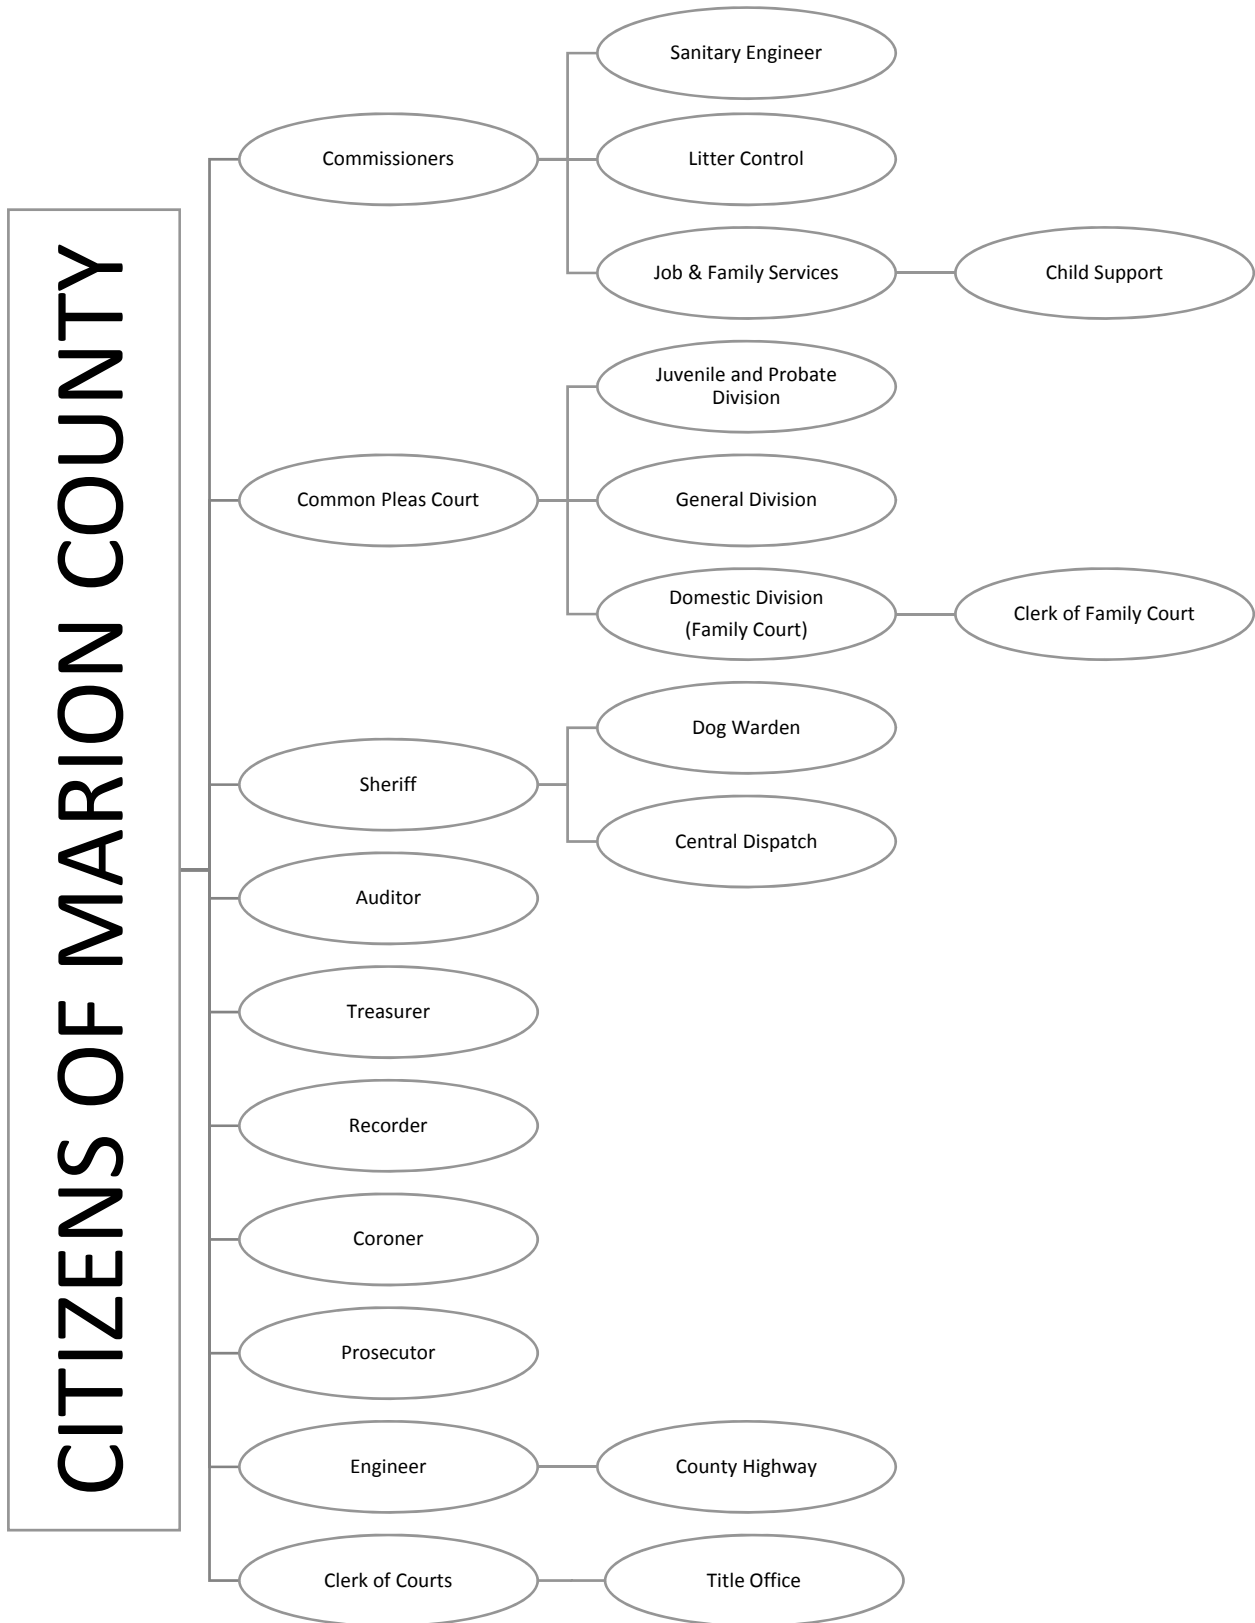 CITIZENS OF MARION COUNTY
Commissioners
Sanitary Engineer
Litter Control
Job & Family Services
Child Support
Common Pleas Court
Juvenile and Probate
Division
General Division
Domestic Division
(Family Court)
Clerk of Family Court
Sheriff
Dog Warden
Central Dispatch
Auditor
Treasurer
Recorder
Coroner
Prosecutor
Engineer
County Highway
Clerk of Courts
Title Office